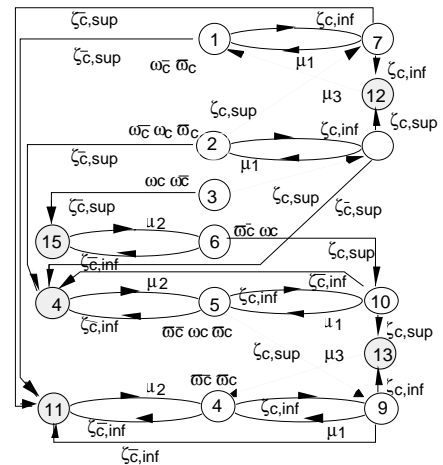 ζc̅,sup
ζc,inf
1
7
ζc̅,sup
μ1
ζc,inf
ωc̅ ϖc
μ3
12
ζc,sup
ωc̅ ωc ϖc
ζc,inf
ζc,sup
2
ζc̅,sup
μ1
ωc ωc̅
3
ζc,sup
ζc̅,sup
ζc̅,sup
μ2
15
6
ϖc̅ ωc
ζc,sup
ζc̅,inf
μ2
ζc̅,inf
ζc,inf
4
5
10
ζc̅,inf
μ1
ϖc̅ ωc ϖc
ζc,sup
ζc,sup
μ3
13
μ2
ϖc̅ ϖc
ζc,inf
ζc,inf
11
4
9
ζc̅,inf
μ1
ζc̅,inf